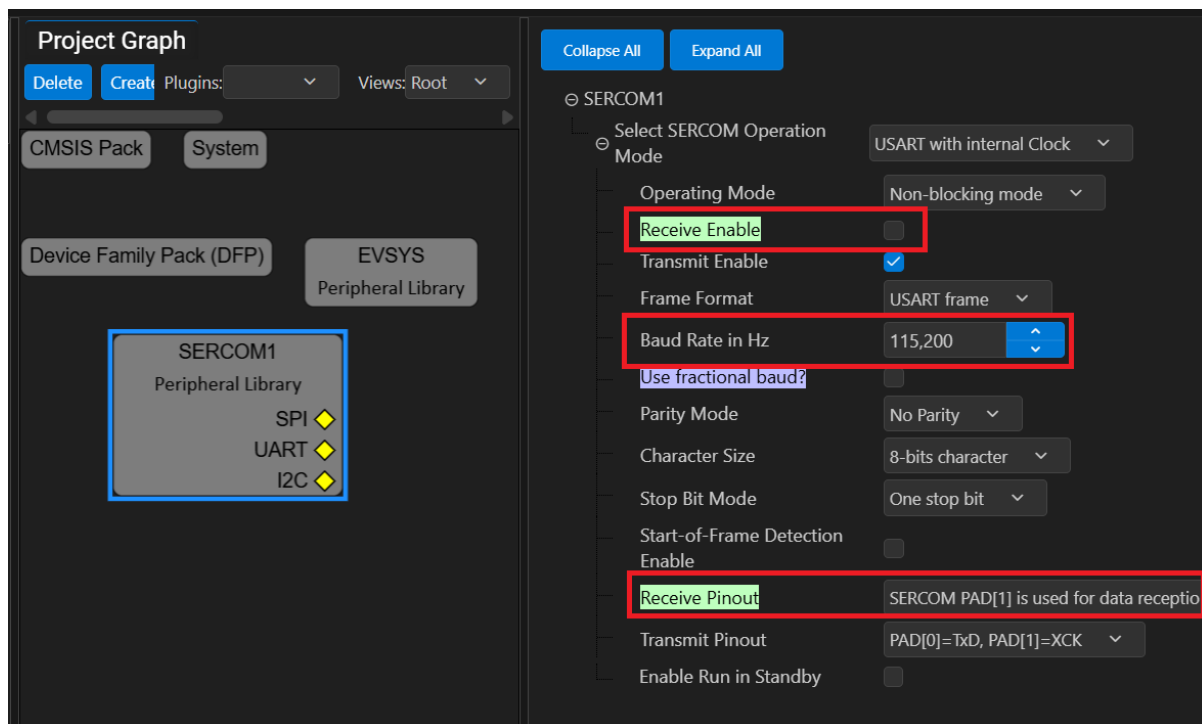 Project Graph
Delete
Create
Plugins:
Views: Root
CMSIS Pack
System
Device Family Pack (DFP)
EVSYS
Peripheral Library
SERCOM1
Peripheral Library
SPI
UART
I2C
Collapse All
Expand All
SERCOM1
Select SERCOM Operation
Mode
USART with internal Clock
Operating Mode
Non-blocking mode
Receive Enable
Transmit Enable
Frame Format
USART frame
Baud Rate in Hz
115,200
Use fractional baud?
Parity Mode
No Parity
Character Size
8-bits character
Stop Bit Mode
One stop bit
Start-of-Frame Detection
Enable
Receive Pinout
SERCOM PAD[1] is used for data receptio
Transmit Pinout
PAD[0]=TxD, PAD[1]=XCK
Enable Run in Standby